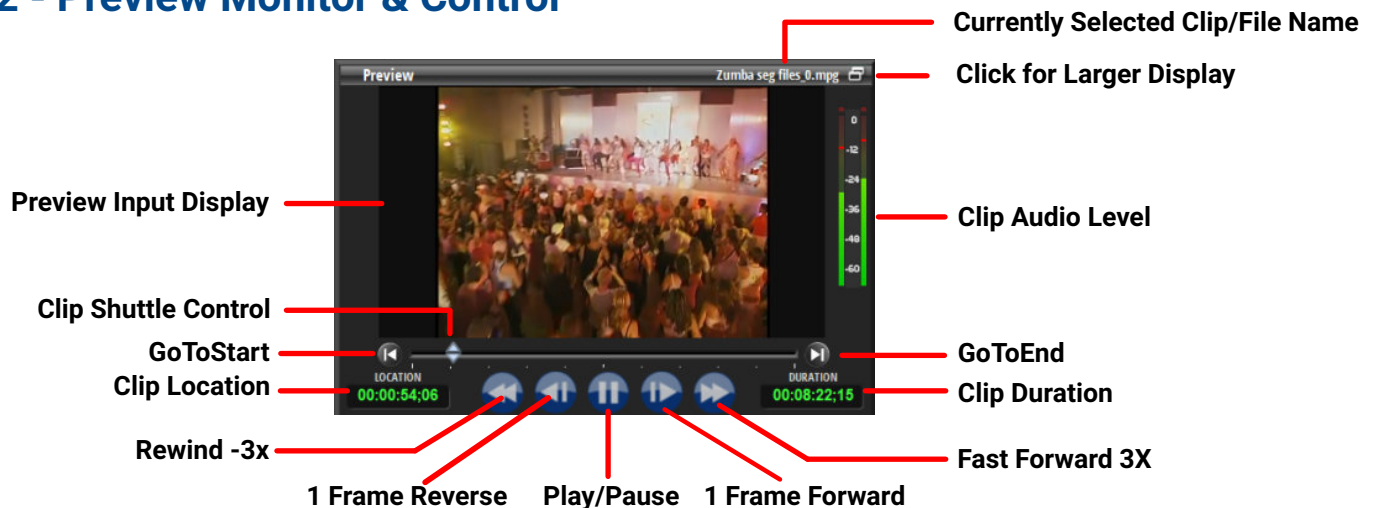 2 - Preview Monitor & Control
Currently Selected Clip/File Name
Preview
Zumba seg files_0.mpg
Click for Larger Display
0
-12
-24
-36
-48
-60
Preview Input Display
Clip Audio Level
Clip Shuttle Control
GoToStart
GoToEnd
Clip Location
LOCATION
00:00:54;06
DURATION
00:08:22;15
Clip Duration
Rewind -3x
Fast Forward 3X
1 Frame Reverse
Play/Pause
1 Frame Forward